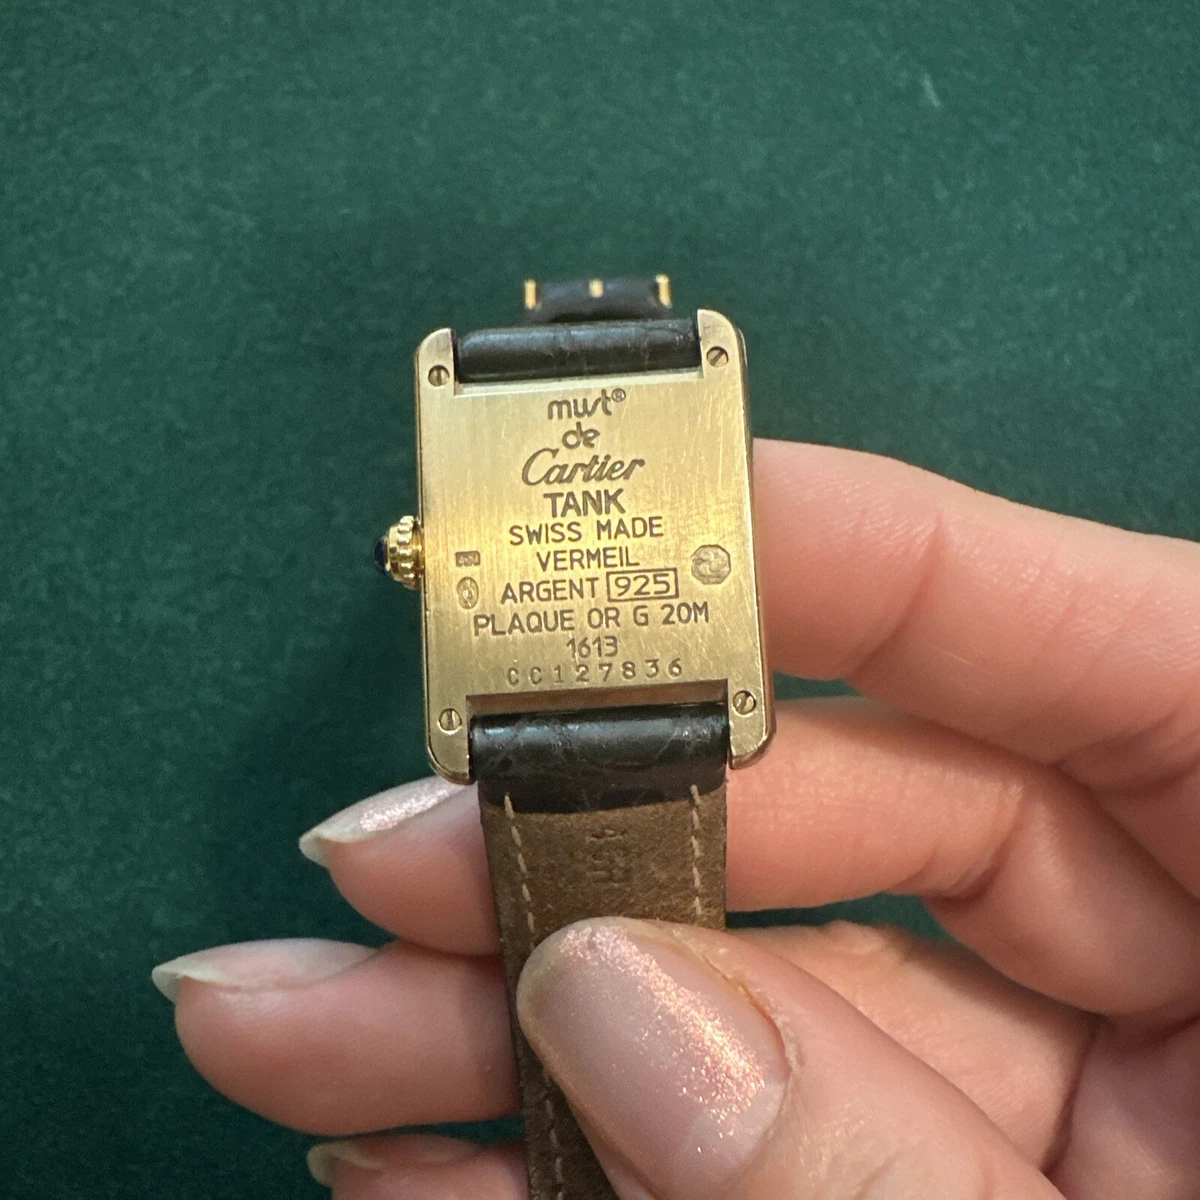 must®
de
Cartier
TANK
SWISS MADE
VERMEIL
ARGENT 925
PLAQUE OR G 20M
1613
CC127836